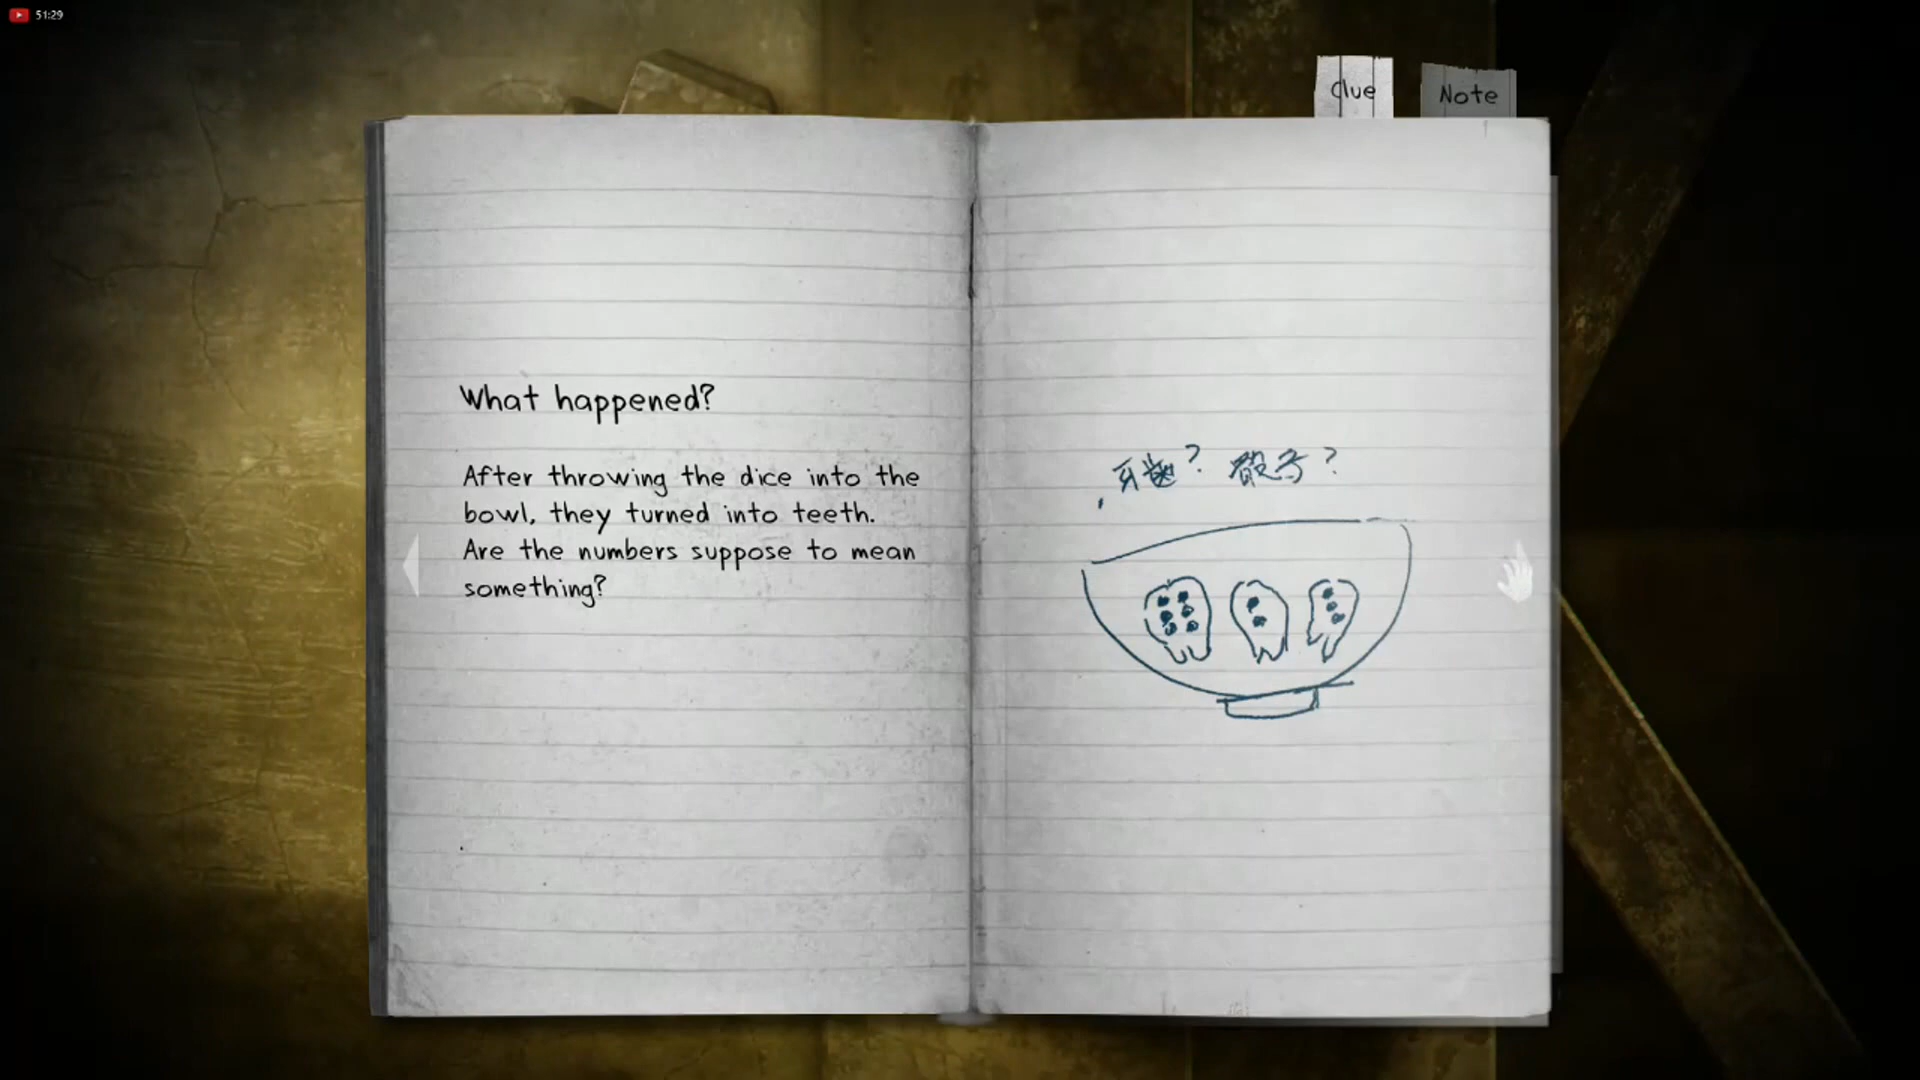 51:29
Clue
Note
What happened?
After throwing the dice into the
bowl, they turned into teeth.
Are the numbers suppose to mean
something?
牙齒? 骰子?